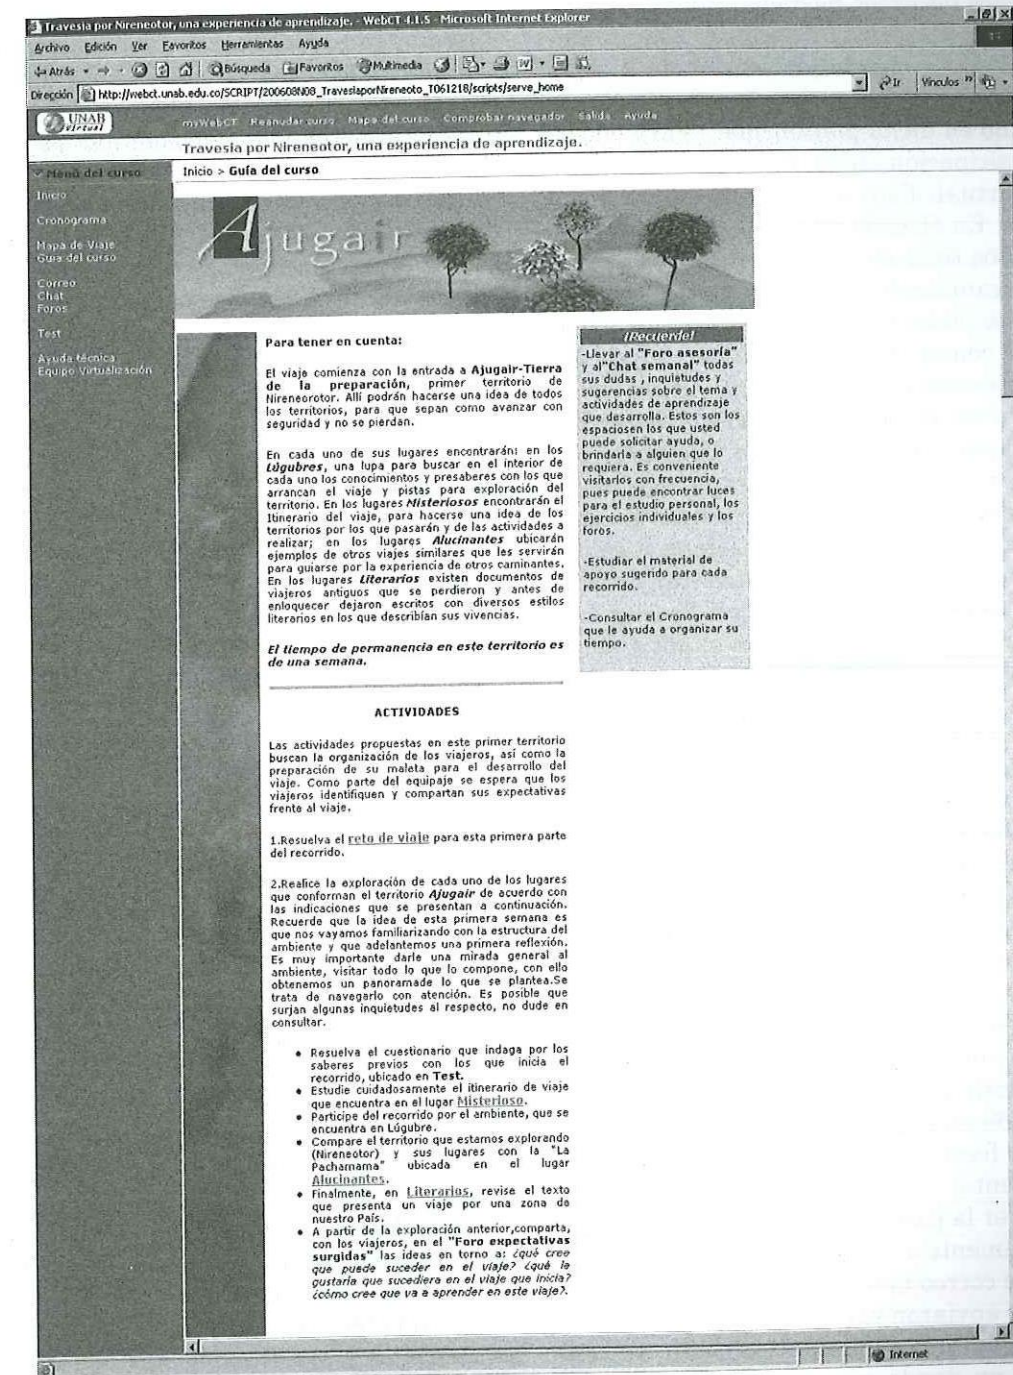 Travesia por Nireneotor, una experiencia de aprendizaje. - WebCT 4.1.5 - Microsoft Internet Explorer
Archivo Edición Ver Favoritos Herramientas Ayuda
Atrás Búsqueda Favoritos Multimedia
Dirección http://webct.unab.edu.co/SCRIPT/200608N08_TravesiaporNireneoto_T061218/scripts/serve_home Ir Vínculos
UNAB Virtual myWebCT Reanudar curso Mapa del curso Comprobar navegador Salida Ayuda
Travesia por Nireneotor, una experiencia de aprendizaje.
Menú del curso
Inicio > Guía del curso
Inicio
Cronograma
Mapa de Viaje
Guia del curso
Correo
Chat
Foros
Test
Ayuda técnica
Equipo Virtualización
Ajugair
Para tener en cuenta:
El viaje comienza con la entrada a Ajugair-Tierra
de la preparación, primer territorio de
Nireneorotor. Allí podrán hacerse una idea de todos
los territorios, para que sepan como avanzar con
seguridad y no se pierdan.
En cada uno de sus lugares encontrarán: en los
Lúgubres, una lupa para buscar en el interior de
cada uno los conocimientos y presaberes con los que
arrancan el viaje y pistas para exploración del
territorio. En los lugares Misteriosos encontrarán el
Itinerario del viaje, para hacerse una idea de los
territorios por los que pasarán y de las actividades a
realizar; en los lugares Alucinantes ubicarán
ejemplos de otros viajes similares que les servirán
para guiarse por la experiencia de otros caminantes.
En los lugares Literarios existen documentos de
viajeros antiguos que se perdieron y antes de
enloquecer dejaron escritos con diversos estilos
literarios en los que describían sus vivencias.
El tiempo de permanencia en este territorio es
de una semana.
¡Recuerde!
-Llevar al "Foro asesoría"
y al"Chat semanal" todas
sus dudas , inquietudes y
sugerencias sobre el tema y
actividades de aprendizaje
que desarrolla. Estos son los
espaciosen los que usted
puede solicitar ayuda, o
brindarla a alguien que lo
requiera. Es conveniente
visitarlos con frecuencia,
pues puede encontrar luces
para el estudio personal, los
ejercicios individuales y los
foros.
-Estudiar el material de
apoyo sugerido para cada
recorrido.
-Consultar el Cronograma
que le ayuda a organizar su
tiempo.
ACTIVIDADES
Las actividades propuestas en este primer territorio
buscan la organización de los viajeros, así como la
preparación de su maleta para el desarrollo del
viaje. Como parte del equipaje se espera que los
viajeros identifiquen y compartan sus expectativas
frente al viaje.
1.Resuelva el reto de viaje para esta primera parte
del recorrido.
2.Realice la exploración de cada uno de los lugares
que conforman el territorio Ajugair de acuerdo con
las indicaciones que se presentan a continuación.
Recuerde que la idea de esta primera semana es
que nos vayamos familiarizando con la estructura del
ambiente y que adelantemos una primera reflexión.
Es muy importante darle una mirada general al
ambiente, visitar todo lo que lo compone, con ello
obtenemos un panoramade lo que se plantea.Se
trata de navegarlo con atención. Es posible que
surjan algunas inquietudes al respecto, no dude en
consultar.
• Resuelva el cuestionario que indaga por los
saberes previos con los que inicia el
recorrido, ubicado en Test.
• Estudie cuidadosamente el itinerario de viaje
que encuentra en el lugar Misterioso.
• Participe del recorrido por el ambiente, que se
encuentra en Lúgubre.
• Compare el territorio que estamos explorando
(Nireneotor) y sus lugares con la "La
Pachamama" ubicada en el lugar
Alucinantes.
• Finalmente, en Literarios, revise el texto
que presenta un viaje por una zona de
nuestro País.
• A partir de la exploración anterior,comparta,
con los viajeros, en el "Foro expectativas
surgidas" las ideas en torno a: ¿qué cree
que puede suceder en el viaje? ¿qué le
gustaría que sucediera en el viaje que inicia?
¿cómo cree que va a aprender en este viaje?.
Internet